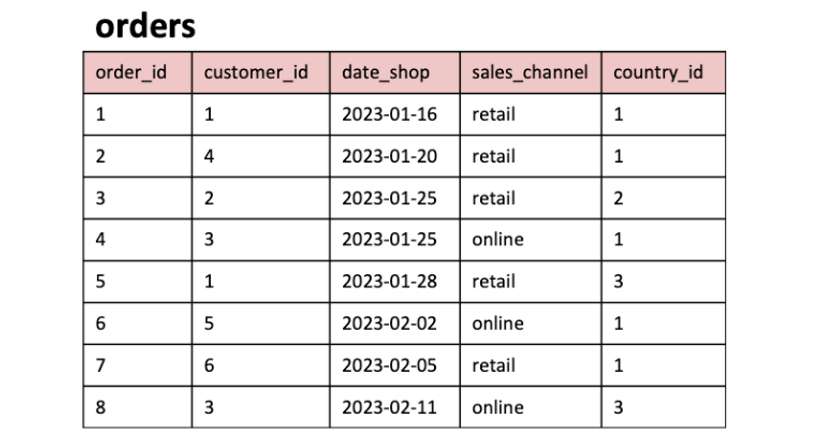 orders
order_id customer_id date_shop sales_channel country_id
1 1 2023-01-16 retail 1
2 4 2023-01-20 retail 1
3 2 2023-01-25 retail 2
4 3 2023-01-25 online 1
5 1 2023-01-28 retail 3
6 5 2023-02-02 online 1
7 6 2023-02-05 retail 1
8 3 2023-02-11 online 3